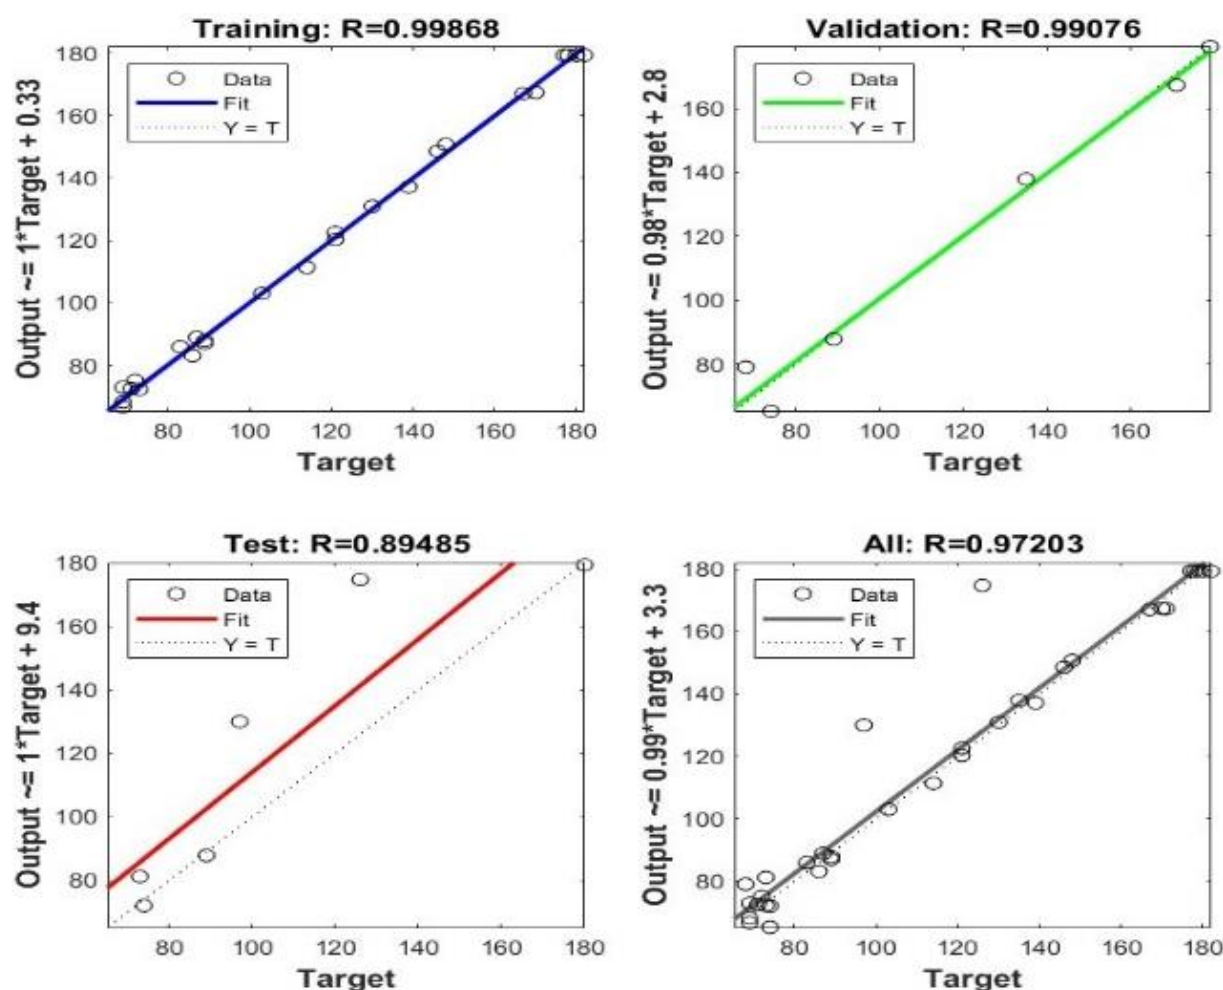 Training: R=0.99868
Output ~= 1*Target + 0.33
180
160
140
120
100
80
Data
Fit
Y = T
80 100 120 140 160 180
Target
Validation: R=0.99076
Output ~= 0.98*Target + 2.8
160
140
120
100
80
Data
Fit
Y = T
80 100 120 140 160
Target
Test: R=0.89485
Output ~= 1*Target + 9.4
180
160
140
120
100
80
Data
Fit
Y = T
80 100 120 140 160 180
Target
All: R=0.97203
Output ~= 0.99*Target + 3.3
180
160
140
120
100
80
Data
Fit
Y = T
80 100 120 140 160 180
Target